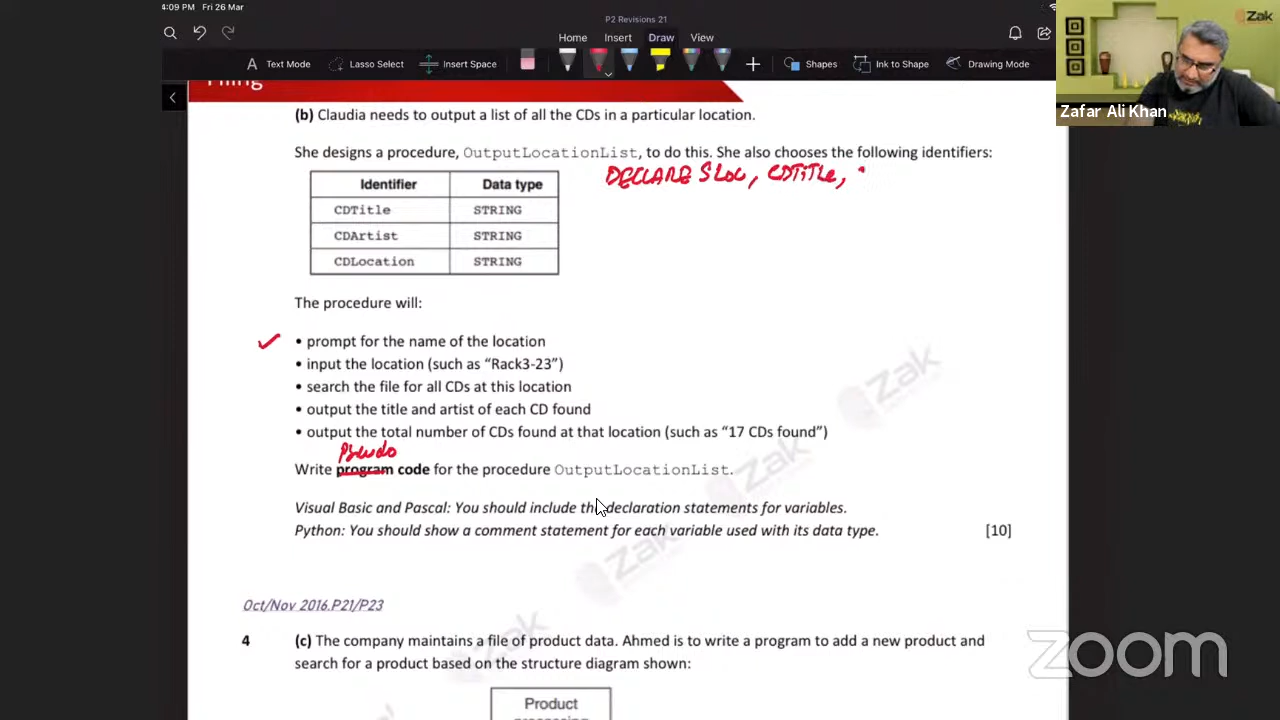 4:09 PM Fri 26 Mar
P2 Revisions 21
Home Insert Draw View
Text Mode Lasso Select Insert Space Shapes Ink to Shape Drawing Mode
Zak
Zafar Ali Khan
Filing
(b) Claudia needs to output a list of all the CDs in a particular location.
She designs a procedure, OutputLocationList, to do this. She also chooses the following identifiers:
DECLARE SLoc, CDTiTle,
Identifier Data type
CDTitle STRING
CDArtist STRING
CDLocation STRING
The procedure will:
• prompt for the name of the location
• input the location (such as “Rack3-23”)
• search the file for all CDs at this location
• output the title and artist of each CD found
• output the total number of CDs found at that location (such as “17 CDs found”)
Pseudo
Write program code for the procedure OutputLocationList.
Visual Basic and Pascal: You should include the declaration statements for variables.
Python: You should show a comment statement for each variable used with its data type. [10]
Zak
Zak
Zak
Oct/Nov 2016.P21/P23
4 (c) The company maintains a file of product data. Ahmed is to write a program to add a new product and
search for a product based on the structure diagram shown:
Product
processing
zoom